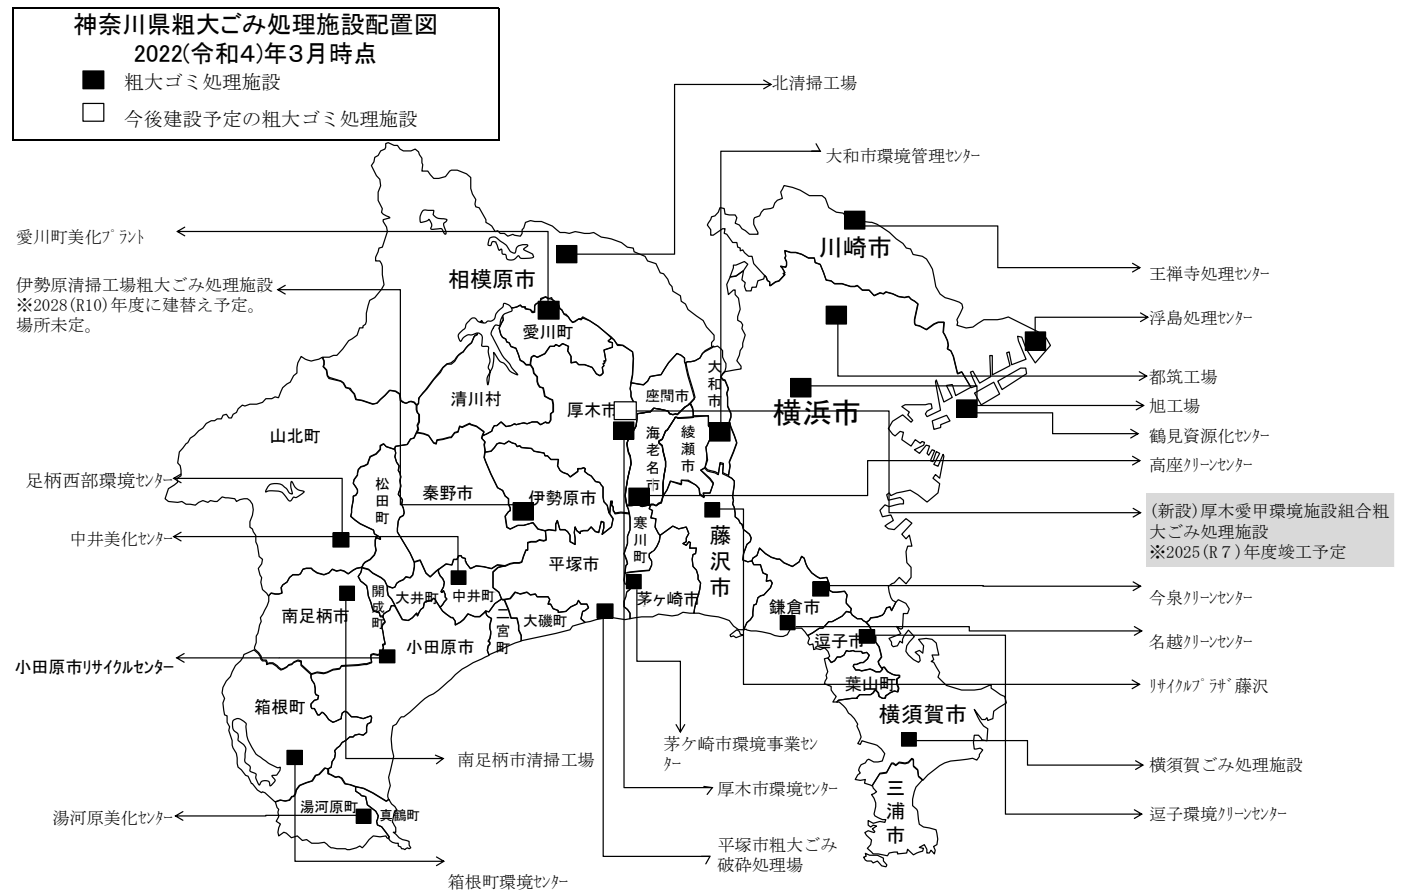 神奈川県粗大ごみ処理施設配置図
2022(令和4)年3月時点
粗大ゴミ処理施設
今後建設予定の粗大ゴミ処理施設
北清掃工場
大和市環境管理ｾﾝﾀｰ
愛川町美化ﾌﾟﾗﾝﾄ
伊勢原清掃工場粗大ごみ処理施設
※2028(R10)年度に建替え予定。
場所未定。
足柄西部環境ｾﾝﾀｰ
中井美化センター
小田原市リサイクルセンター
湯河原美化ｾﾝﾀｰ
川崎市
相模原市
愛川町
大和市
座間市
清川村
厚木市
横浜市
山北町
海老名市
綾瀬市
松田町
秦野市
伊勢原市
寒川町
藤沢市
平塚市
開成町
大井町
中井町
茅ヶ崎市
鎌倉市
南足柄市
二宮町
大磯町
小田原市
逗子市
葉山町
箱根町
横須賀市
湯河原町
真鶴町
三浦市
王禅寺処理ｾﾝﾀｰ
浮島処理ｾﾝﾀｰ
都筑工場
旭工場
鶴見資源化ｾﾝﾀｰ
高座ｸﾘｰﾝｾﾝﾀｰ
(新設)厚木愛甲環境施設組合粗
大ごみ処理施設
※2025(R７)年度竣工予定
今泉ｸﾘｰﾝｾﾝﾀｰ
名越ｸﾘｰﾝｾﾝﾀｰ
ﾘｻｲｸﾙﾌﾟﾗｻﾞ藤沢
横須賀ごみ処理施設
逗子環境ｸﾘｰﾝｾﾝﾀｰ
南足柄市清掃工場
茅ケ崎市環境事業ｾﾝ
ﾀｰ
厚木市環境ｾﾝﾀｰ
平塚市粗大ごみ
破砕処理場
箱根町環境ｾﾝﾀｰ